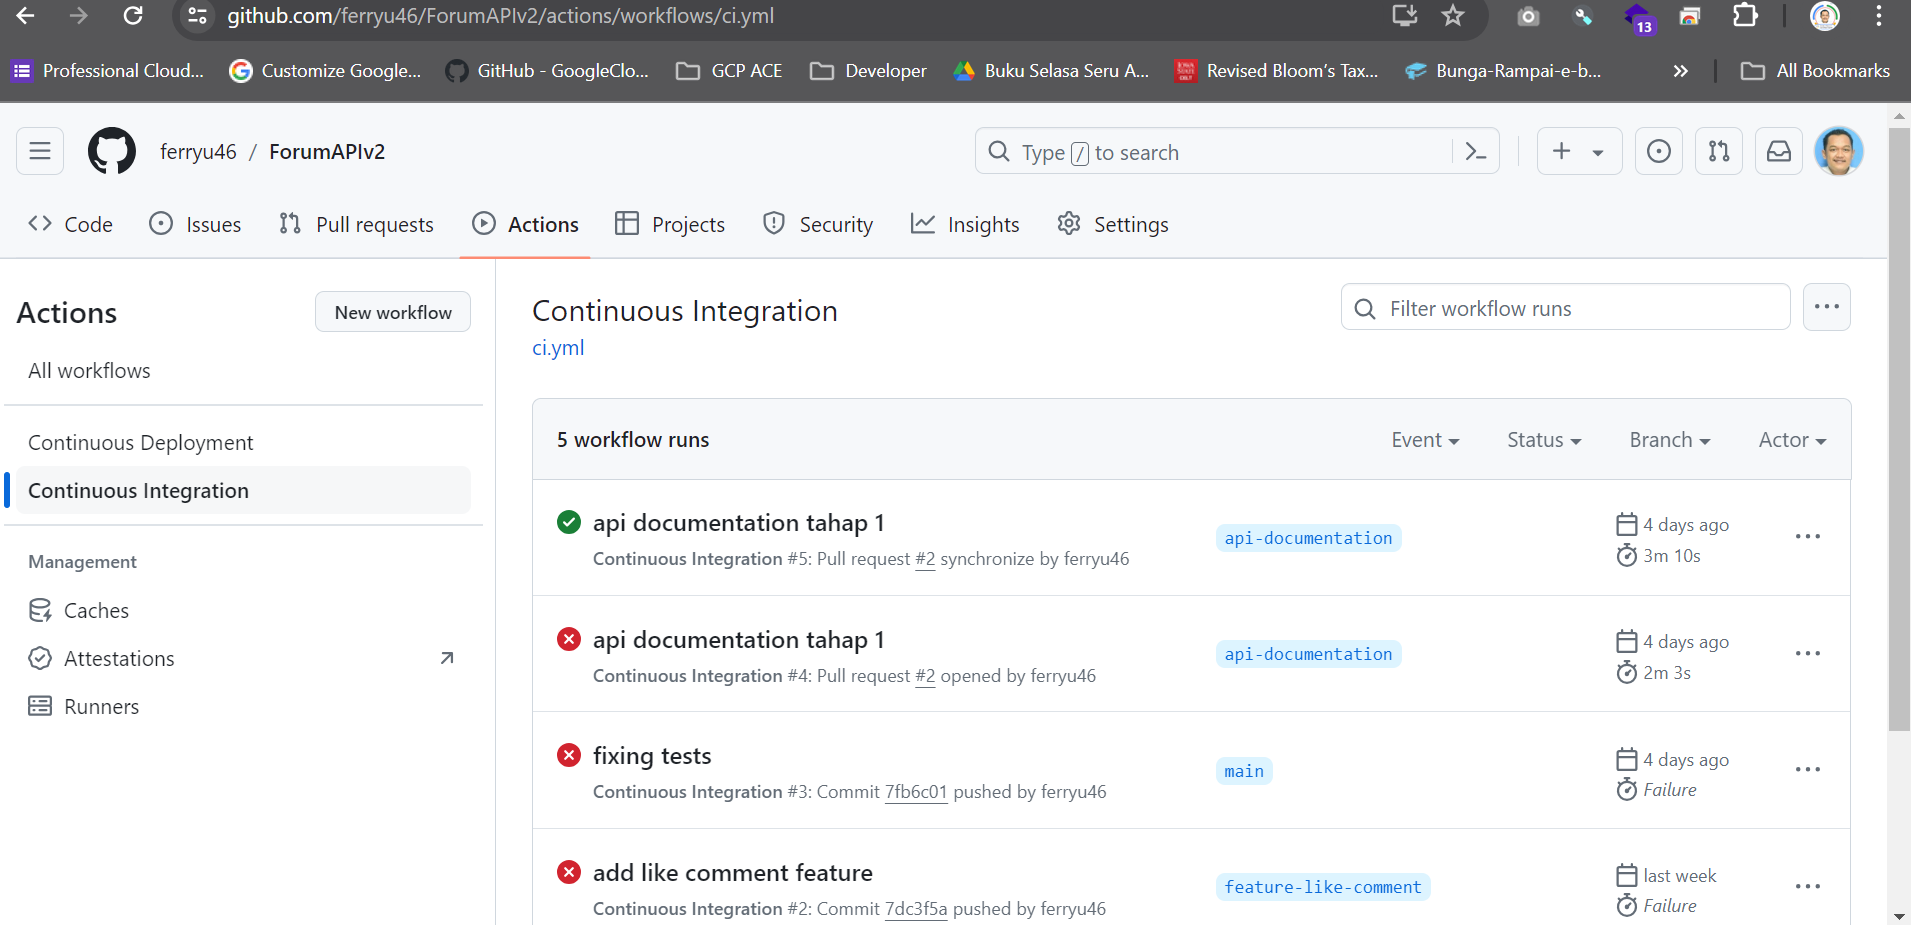 github.com/ferryu46/ForumAPIv2/actions/workflows/ci.yml
13
Professional Cloud... Customize Google... GitHub - GoogleClo... GCP ACE Developer Buku Selasa Seru A... Revised Bloom's Tax... Bunga-Rampai-e-b... » All Bookmarks
ferryu46 / ForumAPIv2
Type / to search
Code Issues Pull requests Actions Projects Security Insights Settings
Actions
New workflow
All workflows
Continuous Deployment
Continuous Integration
Management
Caches
Attestations
Runners
Continuous Integration
ci.yml
Filter workflow runs
5 workflow runs
Event Status Branch Actor
api documentation tahap 1
Continuous Integration #5: Pull request #2 synchronize by ferryu46
api-documentation
4 days ago
3m 10s
api documentation tahap 1
Continuous Integration #4: Pull request #2 opened by ferryu46
api-documentation
4 days ago
2m 3s
fixing tests
Continuous Integration #3: Commit 7fb6c01 pushed by ferryu46
main
4 days ago
Failure
add like comment feature
Continuous Integration #2: Commit 7dc3f5a pushed by ferryu46
feature-like-comment
last week
Failure